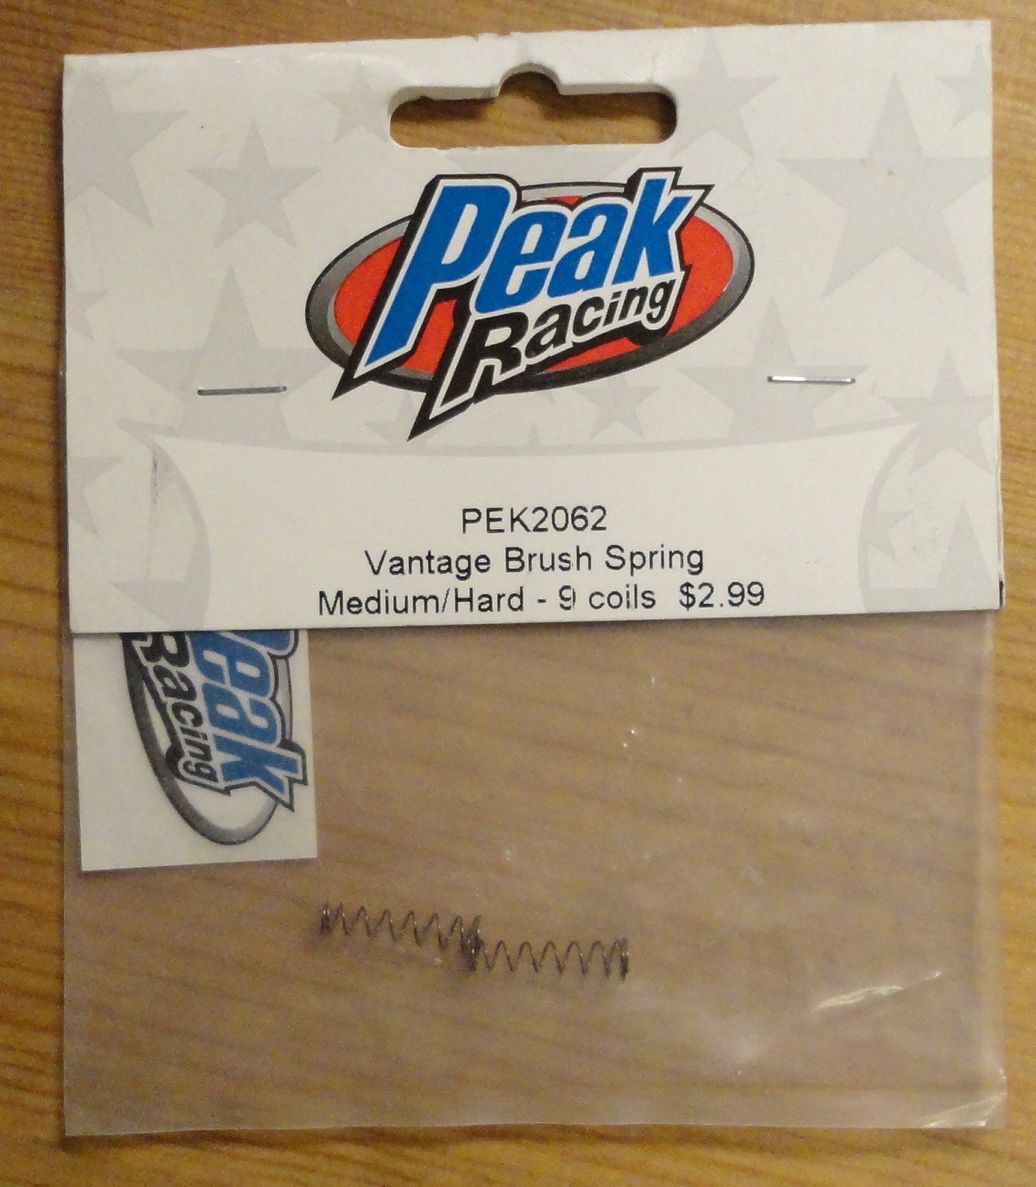 Peak
Racing
PEK2062
Vantage Brush Spring
Medium/Hard - 9 coils $2.99
Peak
Racing